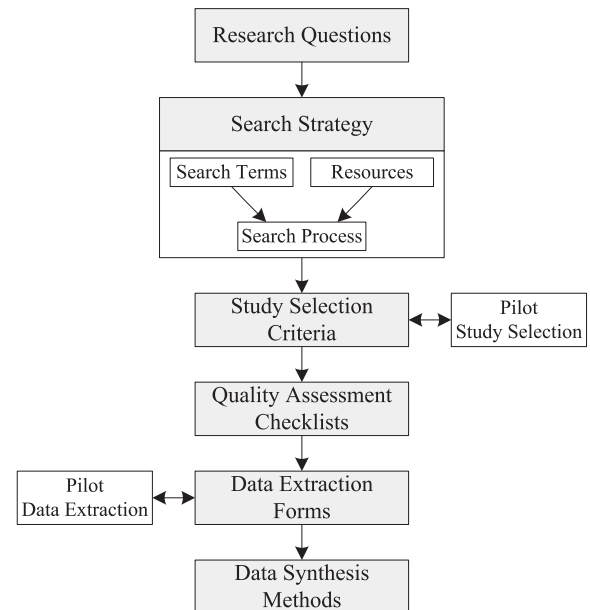 Research Questions
Search Strategy
Search Terms
Resources
Search Process
Study Selection
Criteria
Pilot
Study Selection
Quality Assessment
Checklists
Pilot
Data Extraction
Data Extraction
Forms
Data Synthesis
Methods